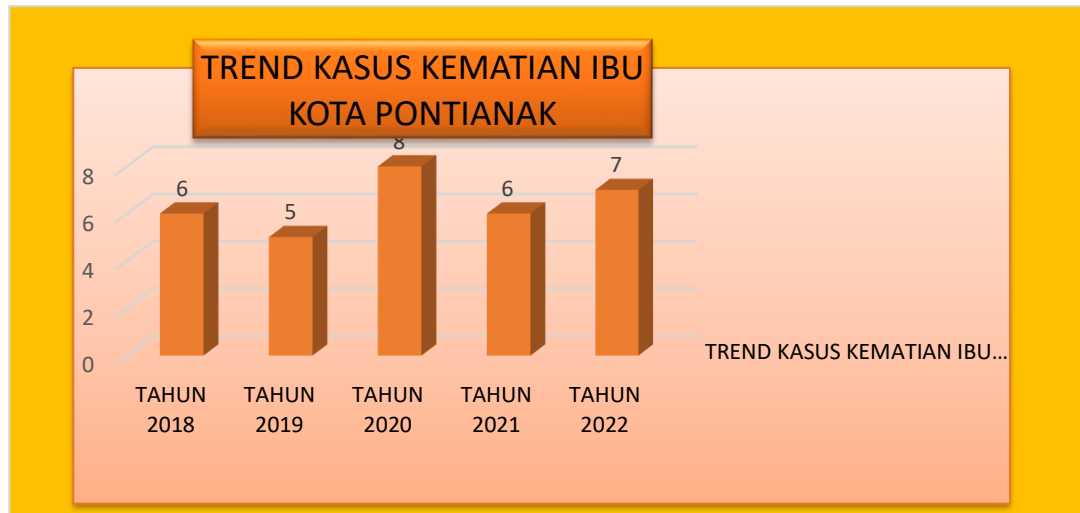 TREND KASUS KEMATIAN IBU
KOTA PONTIANAK
8
6
4
2
0
6
5
8
6
7
TAHUN
2018
TAHUN
2019
TAHUN
2020
TAHUN
2021
TAHUN
2022
TREND KASUS KEMATIAN IBU...